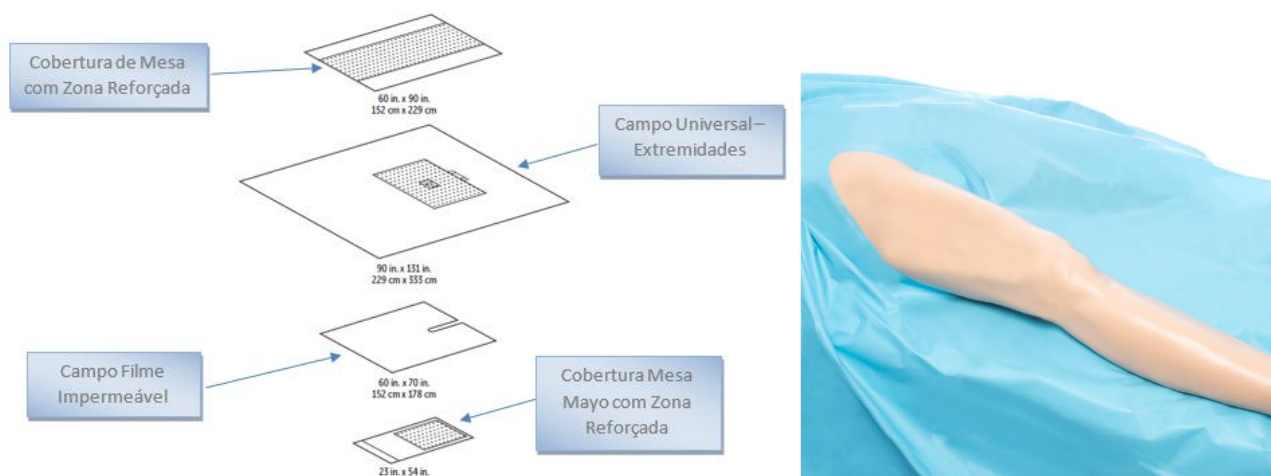 Cobertura de Mesa
com Zona Reforçada
60 in. x 90 in.
152 cm x 229 cm
Campo Universal –
Extremidades
90 in. x 131 in.
229 cm x 333 cm
Campo Filme
Impermeável
60 in. x 70 in.
152 cm x 178 cm
Cobertura Mesa
Mayo com Zona
Reforçada
23 in. x 54 in.